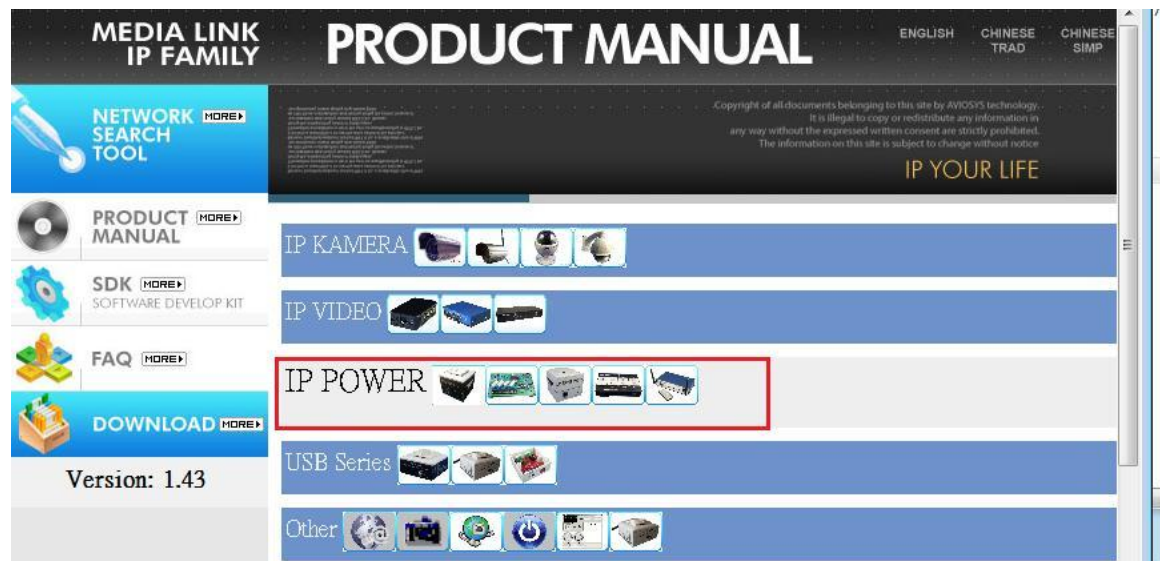 MEDIA LINK
IP FAMILY
PRODUCT MANUAL
ENGLISH
CHINESE
TRAD
CHINESE
SIMP
NETWORK MORE
SEARCH
TOOL
Copyright of all documents belonging to this site by AVIOSYS technology.
It is illegal to copy or redistribute any information in
any way without the expressed written consent are strictly prohibited.
The information on this site is subject to change without notice
IP YOUR LIFE
PRODUCT MORE
MANUAL
SDK MORE
SOFTWARE DEVELOP KIT
FAQ MORE
DOWNLOAD MORE
Version: 1.43
IP KAMERA
IP VIDEO
IP POWER
USB Series
Other